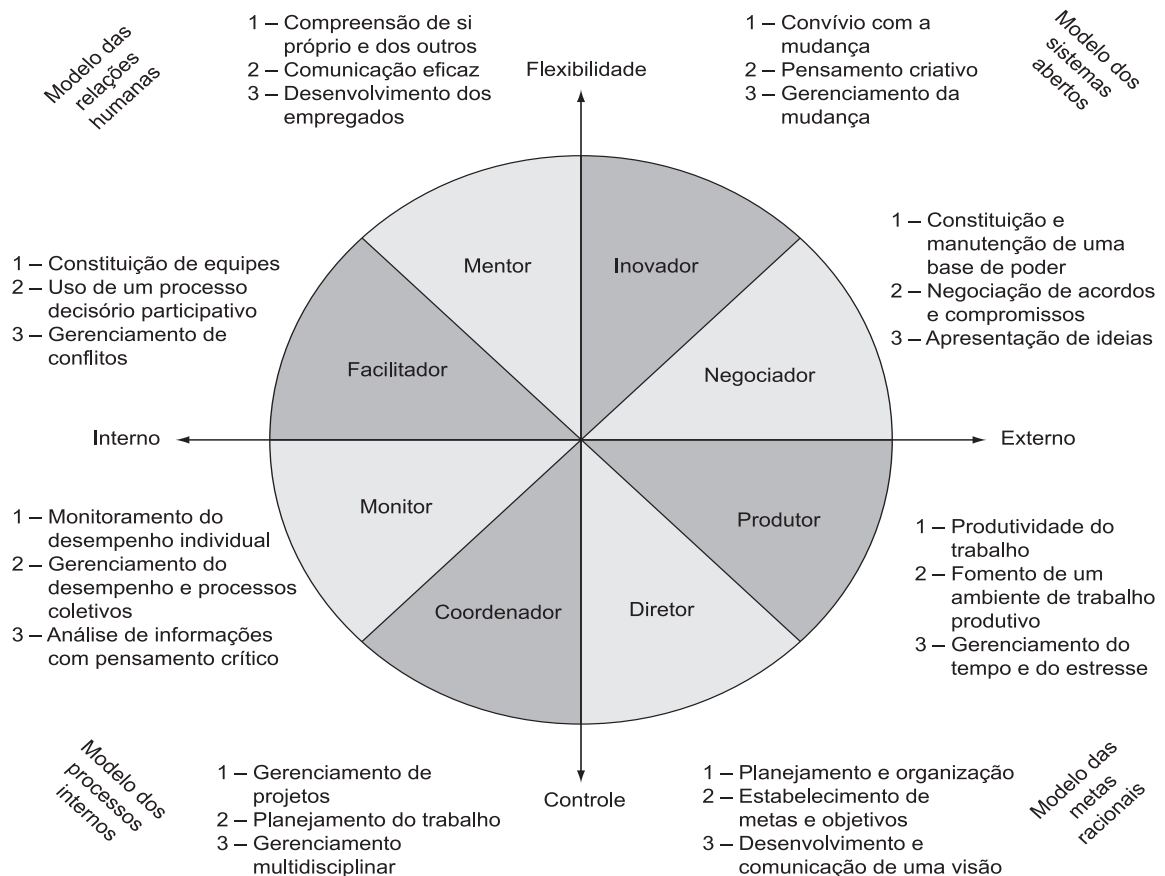 Modelo das
relações
humanas
1 – Compreensão de si
próprio e dos outros
2 – Comunicação eficaz
3 – Desenvolvimento dos
empregados
Flexibilidade
1 – Convívio com a
mudança
2 – Pensamento criativo
3 – Gerenciamento da
mudança
Modelo dos
sistemas
abertos
1 – Constituição de equipes
2 – Uso de um processo
decisório participativo
3 – Gerenciamento de
conflitos
Mentor
Inovador
Facilitador
Negociador
1 – Constituição e
manutenção de uma
base de poder
2 – Negociação de acordos
e compromissos
3 – Apresentação de ideias
Interno
Externo
1 – Monitoramento do
desempenho individual
2 – Gerenciamento do
desempenho e processos
coletivos
3 – Análise de informações
com pensamento crítico
Monitor
Coordenador
Diretor
Produtor
1 – Produtividade do
trabalho
2 – Fomento de um
ambiente de trabalho
produtivo
3 – Gerenciamento do
tempo e do estresse
Modelo dos
processos
internos
1 – Gerenciamento de
projetos
2 – Planejamento do trabalho
3 – Gerenciamento
multidisciplinar
Controle
1 – Planejamento e organização
2 – Estabelecimento de
metas e objetivos
3 – Desenvolvimento e
comunicação de uma visão
Modelo das
metas
racionais